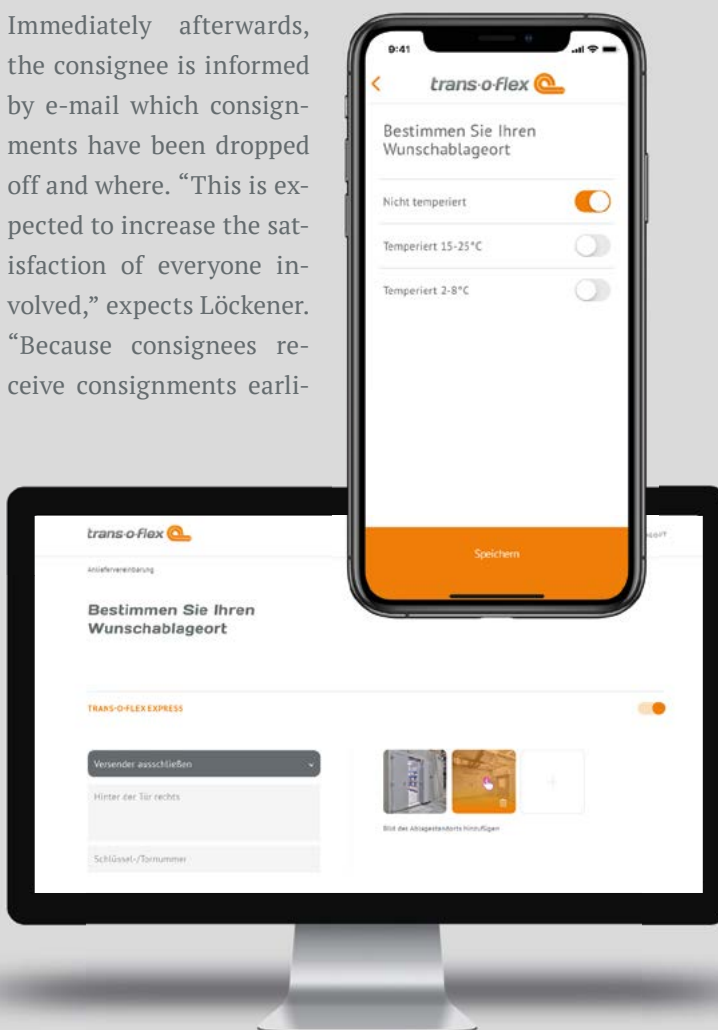 Immediately afterwards,
the consignee is informed
by e-mail which consign-
ments have been dropped
off and where. “This is ex-
pected to increase the sat-
isfaction of everyone in-
volved,” expects Löckener.
“Because consignees re-
ceive consignments earli-
9:41
trans-o-flex
Bestimmen Sie Ihren
Wunschablageort
Nicht temperiert
Temperiert 15-25°C
Temperiert 2-8°C
Speichern
trans-o-flex
Anliefervereinbarung
Bestimmen Sie Ihren
Wunschablageort
TRANS-O-FLEX EXPRESS
Versender ausschließen
Hinter der Tür rechts
Schlüssel-/Tornummer
Bild des Ablagestandorts hinzufügen